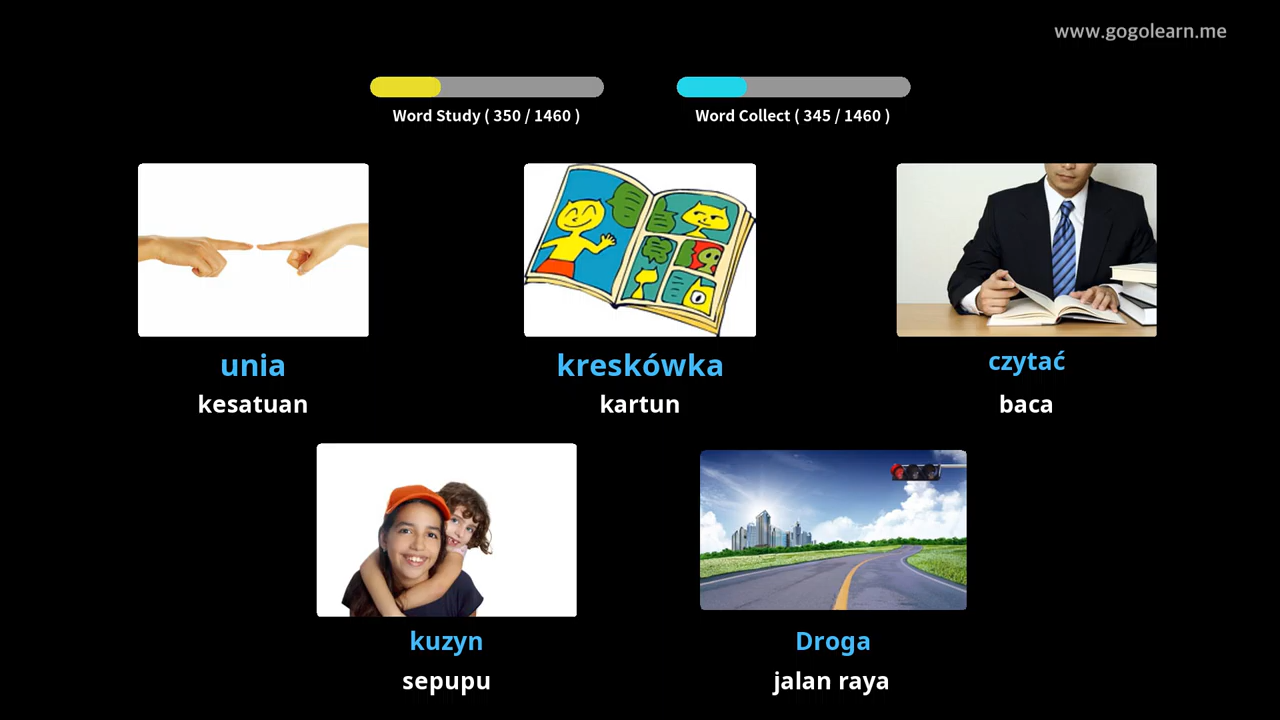 www.gogolearn.me
Word Study ( 350 / 1460 )
Word Collect ( 345 / 1460 )
unia
kesatuan
kreskówka
kartun
czytać
baca
kuzyn
sepupu
Droga
jalan raya